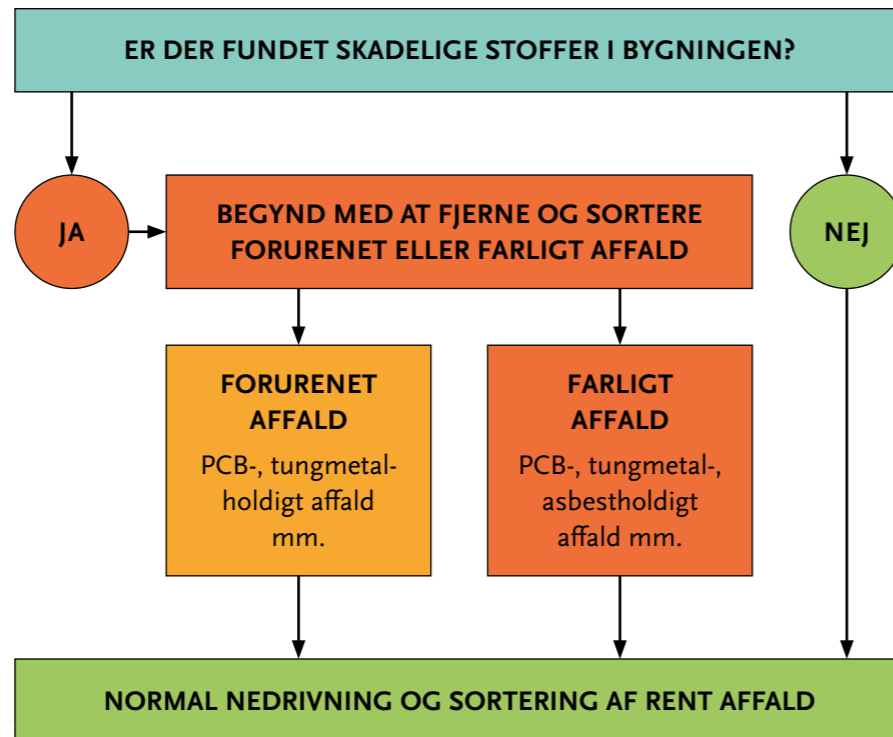 ER DER FUNDET SKADELIGE STOFFER I BYGNINGEN?
JA
BEGYND MED AT FJERNE OG SORTERE
FORURENET ELLER FARLIGT AFFALD
NEJ
FORURENET
AFFALD
PCB-, tungmetal-
holdigt affald
mm.
FARLIGT
AFFALD
PCB-, tungmetal-,
asbestholdigt
affald mm.
NORMAL NEDRIVNING OG SORTERING AF RENT AFFALD